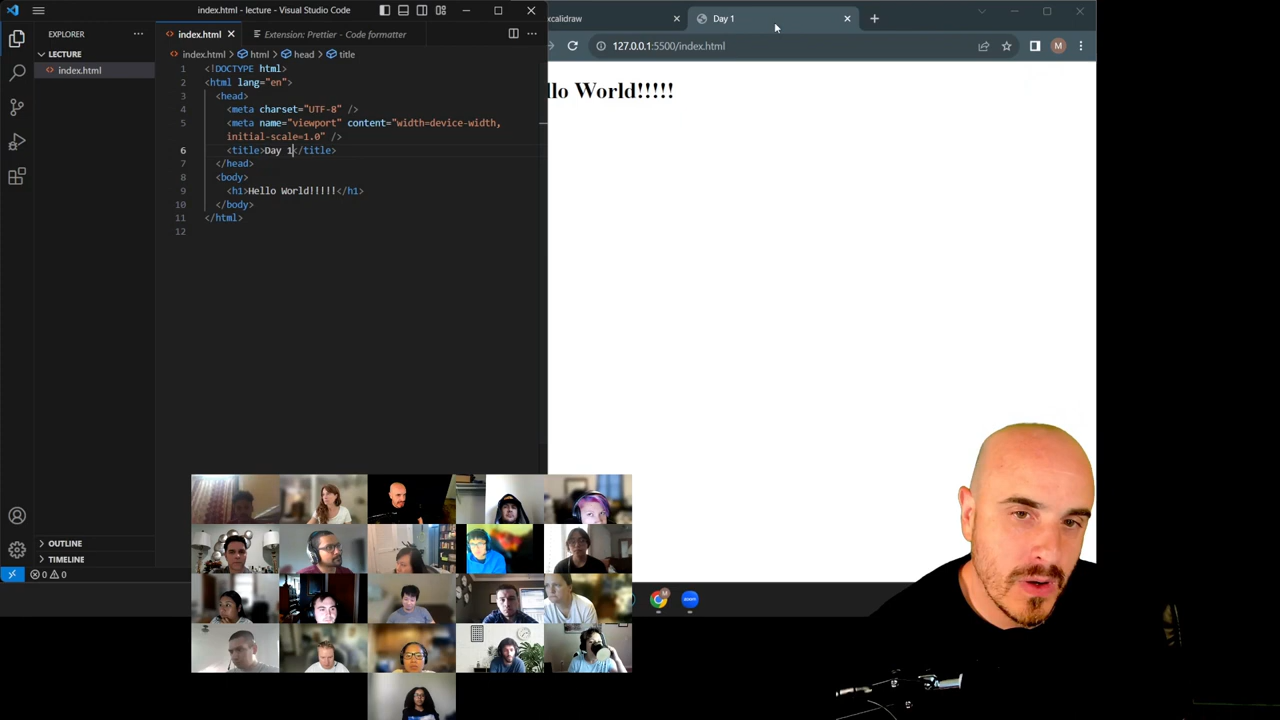 index.html - lecture - Visual Studio Code
EXPLORER
LECTURE
index.html
index.html
Extension: Prettier - Code formatter
index.html > html > head > title
1 <!DOCTYPE html>
2 <html lang="en">
3 <head>
4 <meta charset="UTF-8" />
5 <meta name="viewport" content="width=device-width,
initial-scale=1.0" />
6 <title>Day 1</title>
7 </head>
8 <body>
9 <h1>Hello World!!!!!</h1>
10 </body>
11 </html>
12
OUTLINE
TIMELINE
0 0
excalidraw
Day 1
127.0.0.1:5500/index.html
M
llo World!!!!!
zoom